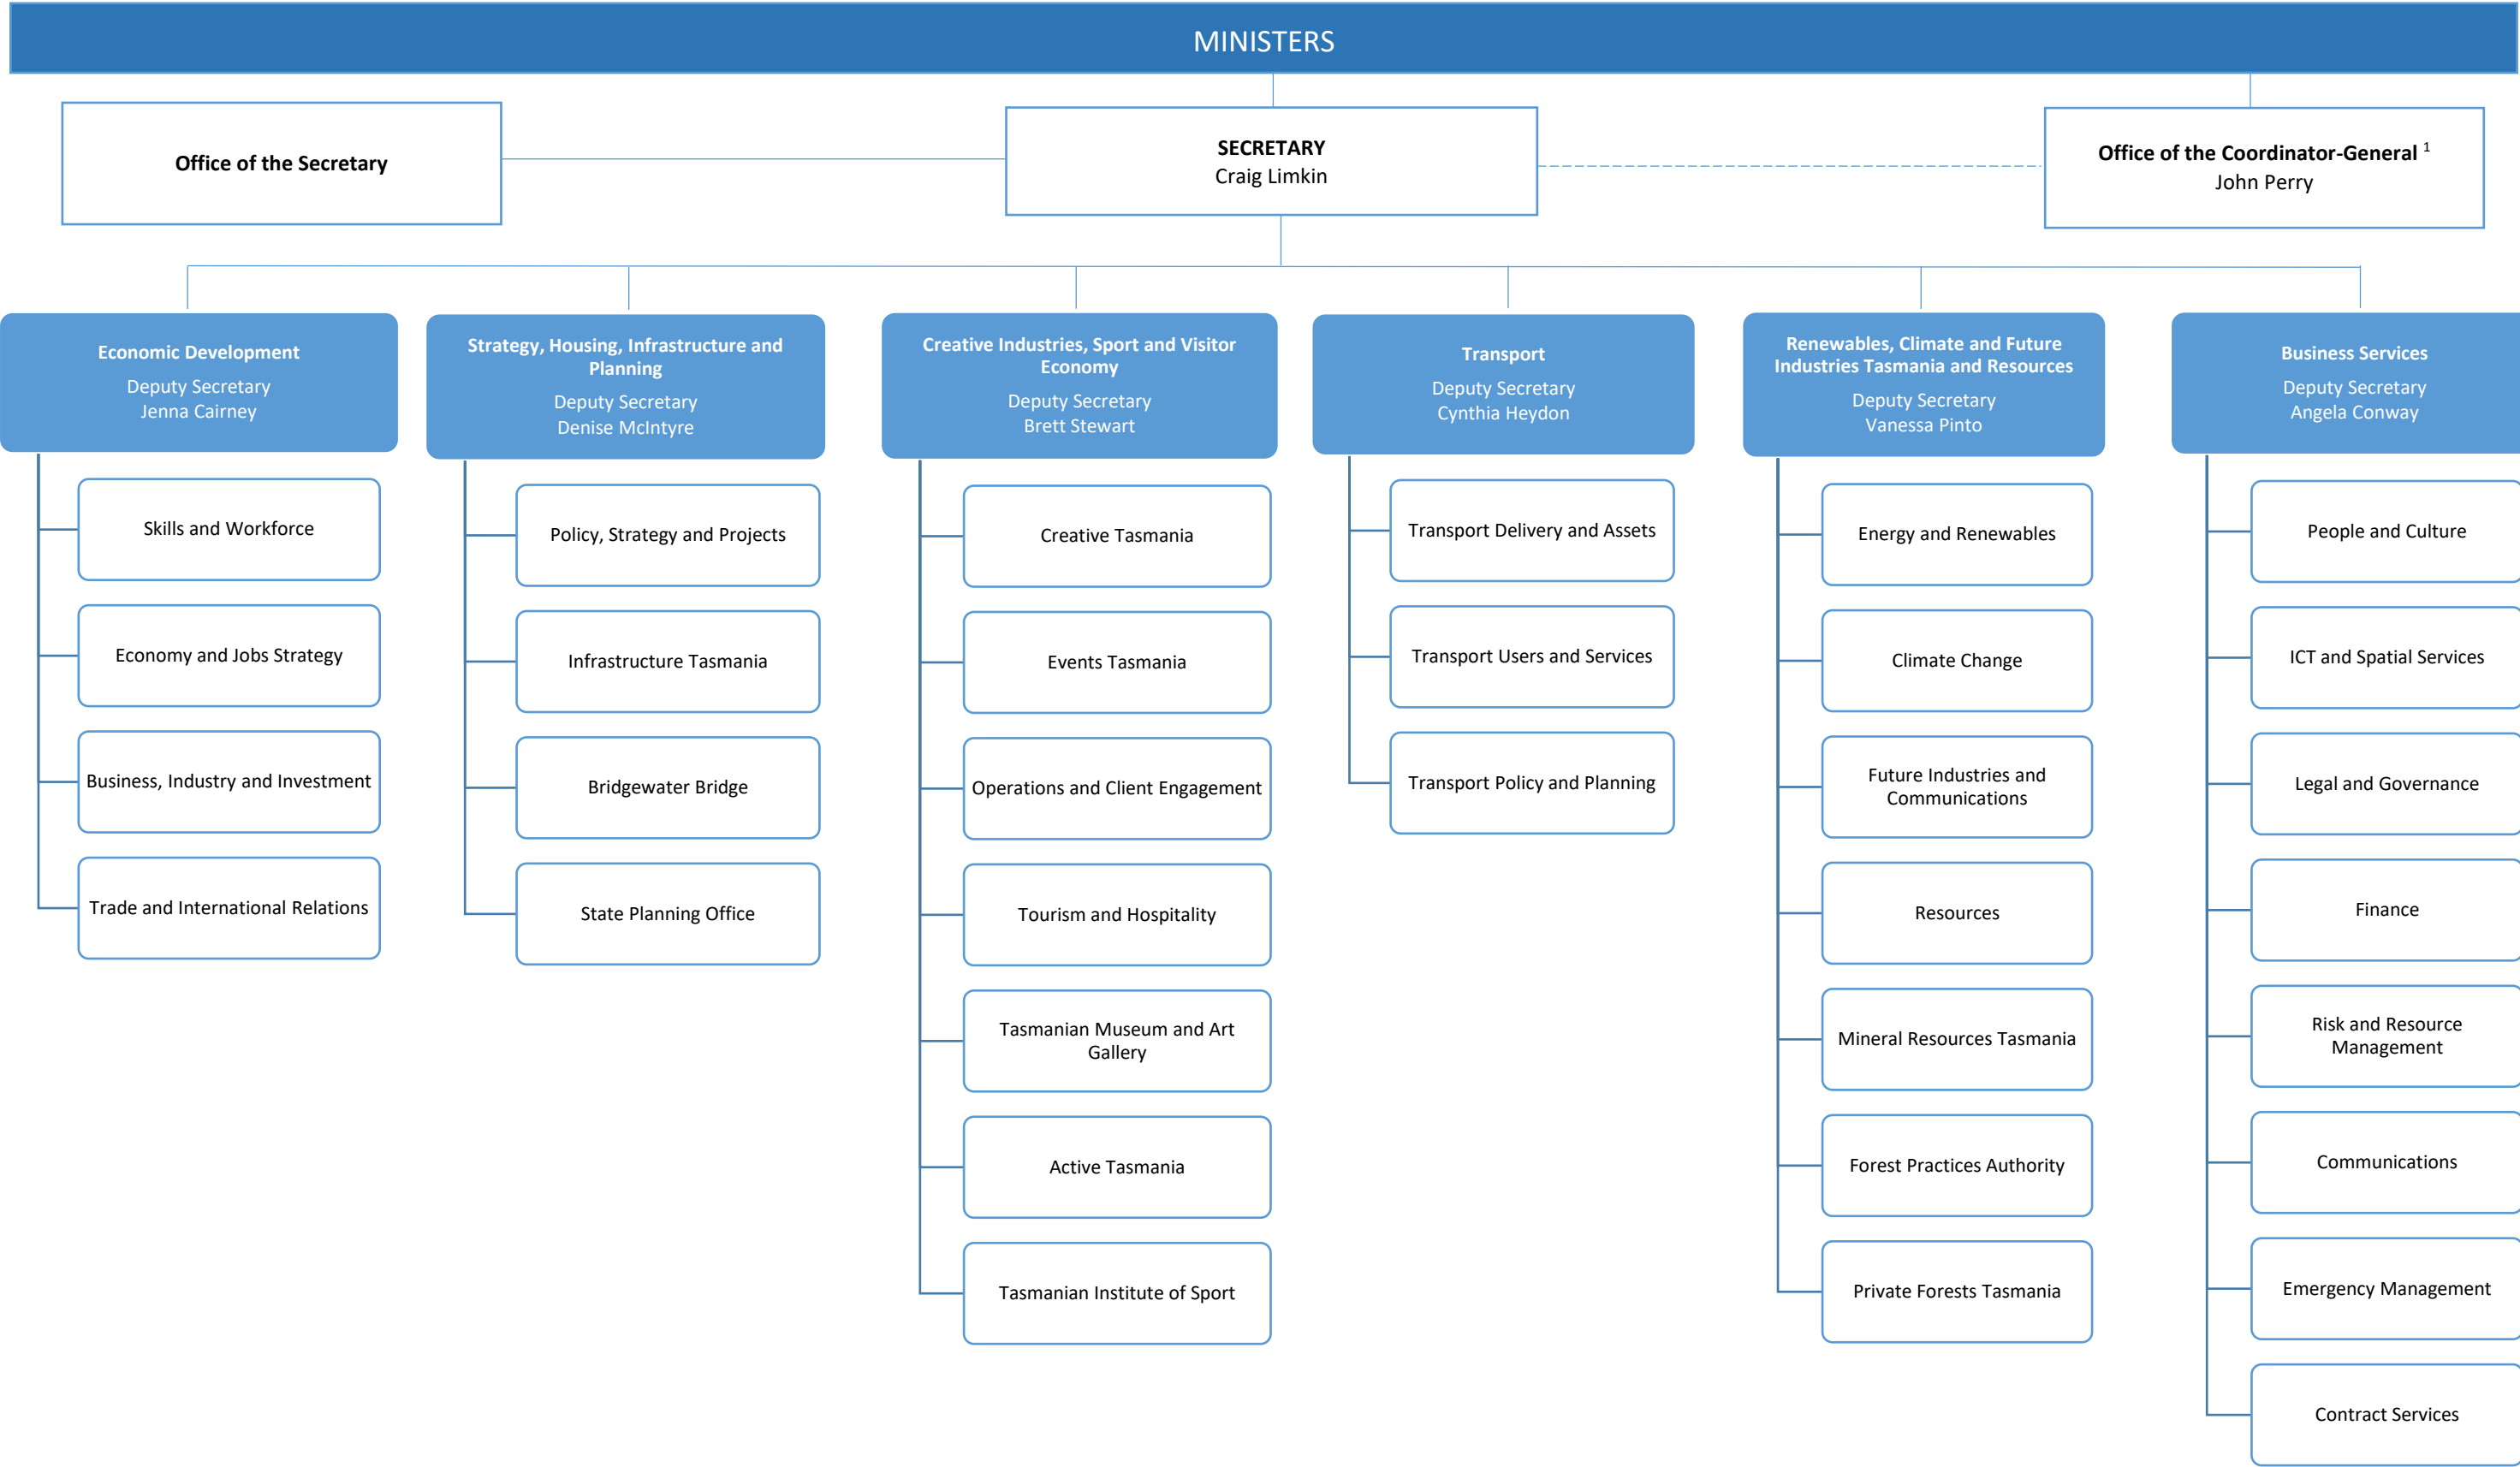 MINISTERS
Office of the Secretary
SECRETARY
Craig Limkin
Office of the Coordinator-General ¹
John Perry
Economic Development
Deputy Secretary
Jenna Cairney
Skills and Workforce
Economy and Jobs Strategy
Business, Industry and Investment
Trade and International Relations
Strategy, Housing, Infrastructure and
Planning
Deputy Secretary
Denise McIntyre
Policy, Strategy and Projects
Infrastructure Tasmania
Bridgewater Bridge
State Planning Office
Creative Industries, Sport and Visitor
Economy
Deputy Secretary
Brett Stewart
Creative Tasmania
Events Tasmania
Operations and Client Engagement
Tourism and Hospitality
Tasmanian Museum and Art
Gallery
Active Tasmania
Tasmanian Institute of Sport
Transport
Deputy Secretary
Cynthia Heydon
Transport Delivery and Assets
Transport Users and Services
Transport Policy and Planning
Renewables, Climate and Future
Industries Tasmania and Resources
Deputy Secretary
Vanessa Pinto
Energy and Renewables
Climate Change
Future Industries and
Communications
Resources
Mineral Resources Tasmania
Forest Practices Authority
Private Forests Tasmania
Business Services
Deputy Secretary
Angela Conway
People and Culture
ICT and Spatial Services
Legal and Governance
Finance
Risk and Resource
Management
Communications
Emergency Management
Contract Services